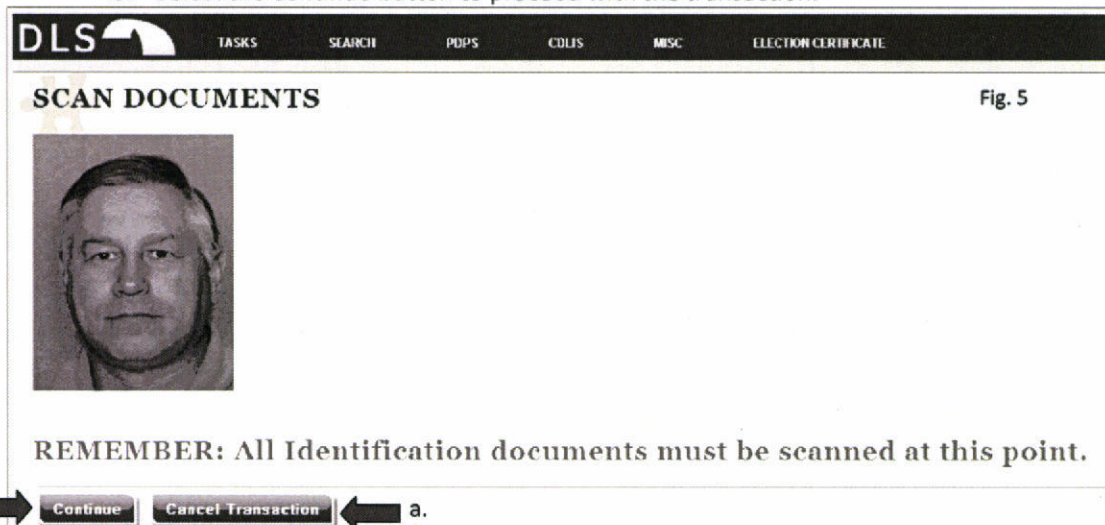 DLS TASKS SEARCH PDPS CDLIS MISC ELECTION CERTIFICATE
SCAN DOCUMENTS Fig. 5
REMEMBER: All Identification documents must be scanned at this point.
Continue Cancel Transaction a.